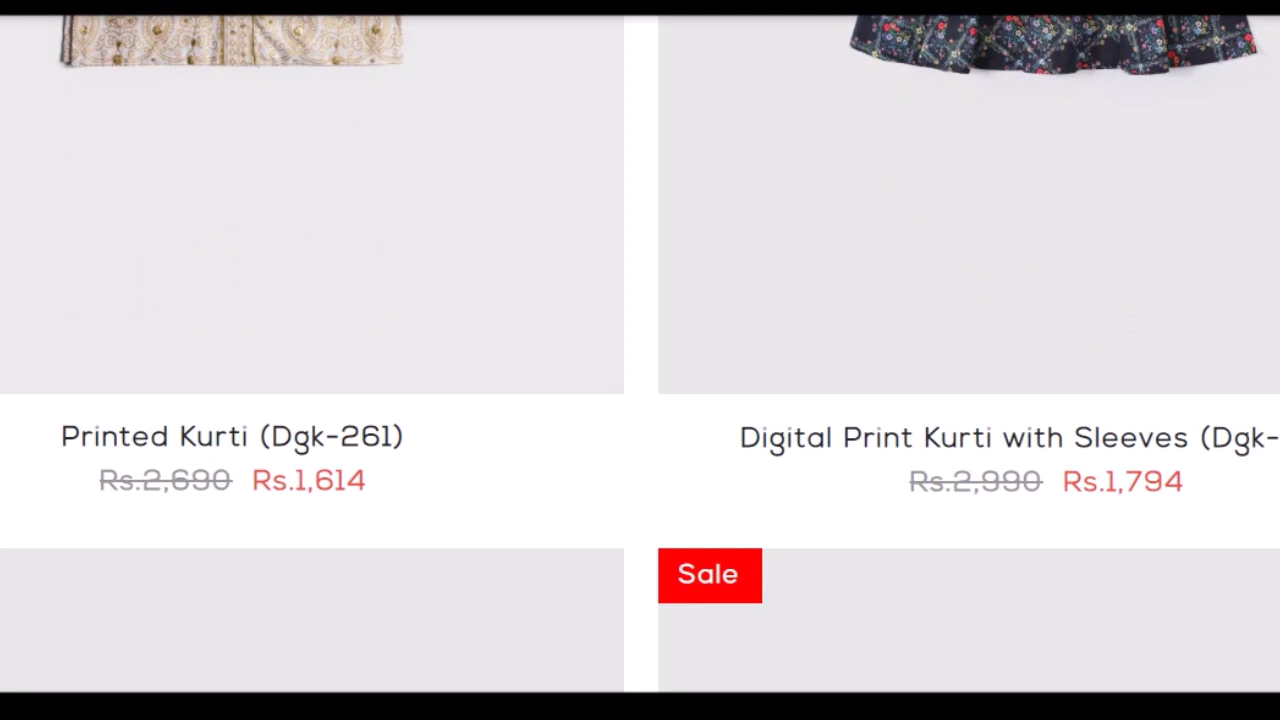 Printed Kurti (Dgk-261)
Rs.2,690 Rs.1,614
Digital Print Kurti with Sleeves (Dgk-
Rs.2,990 Rs.1,794
Sale